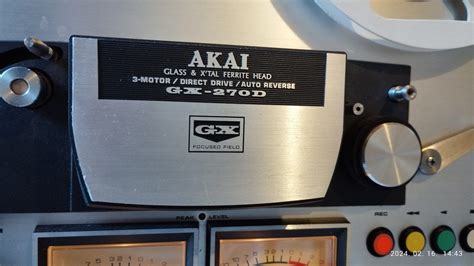 AKAI
GLASS & X'TAL FERRITE HEAD
3-MOTOR / DIRECT DRIVE / AUTO REVERSE
GX-270D
GX
FOCUSED FIELD
PEAK LEVEL
REC
2024. 02. 16. 14:43